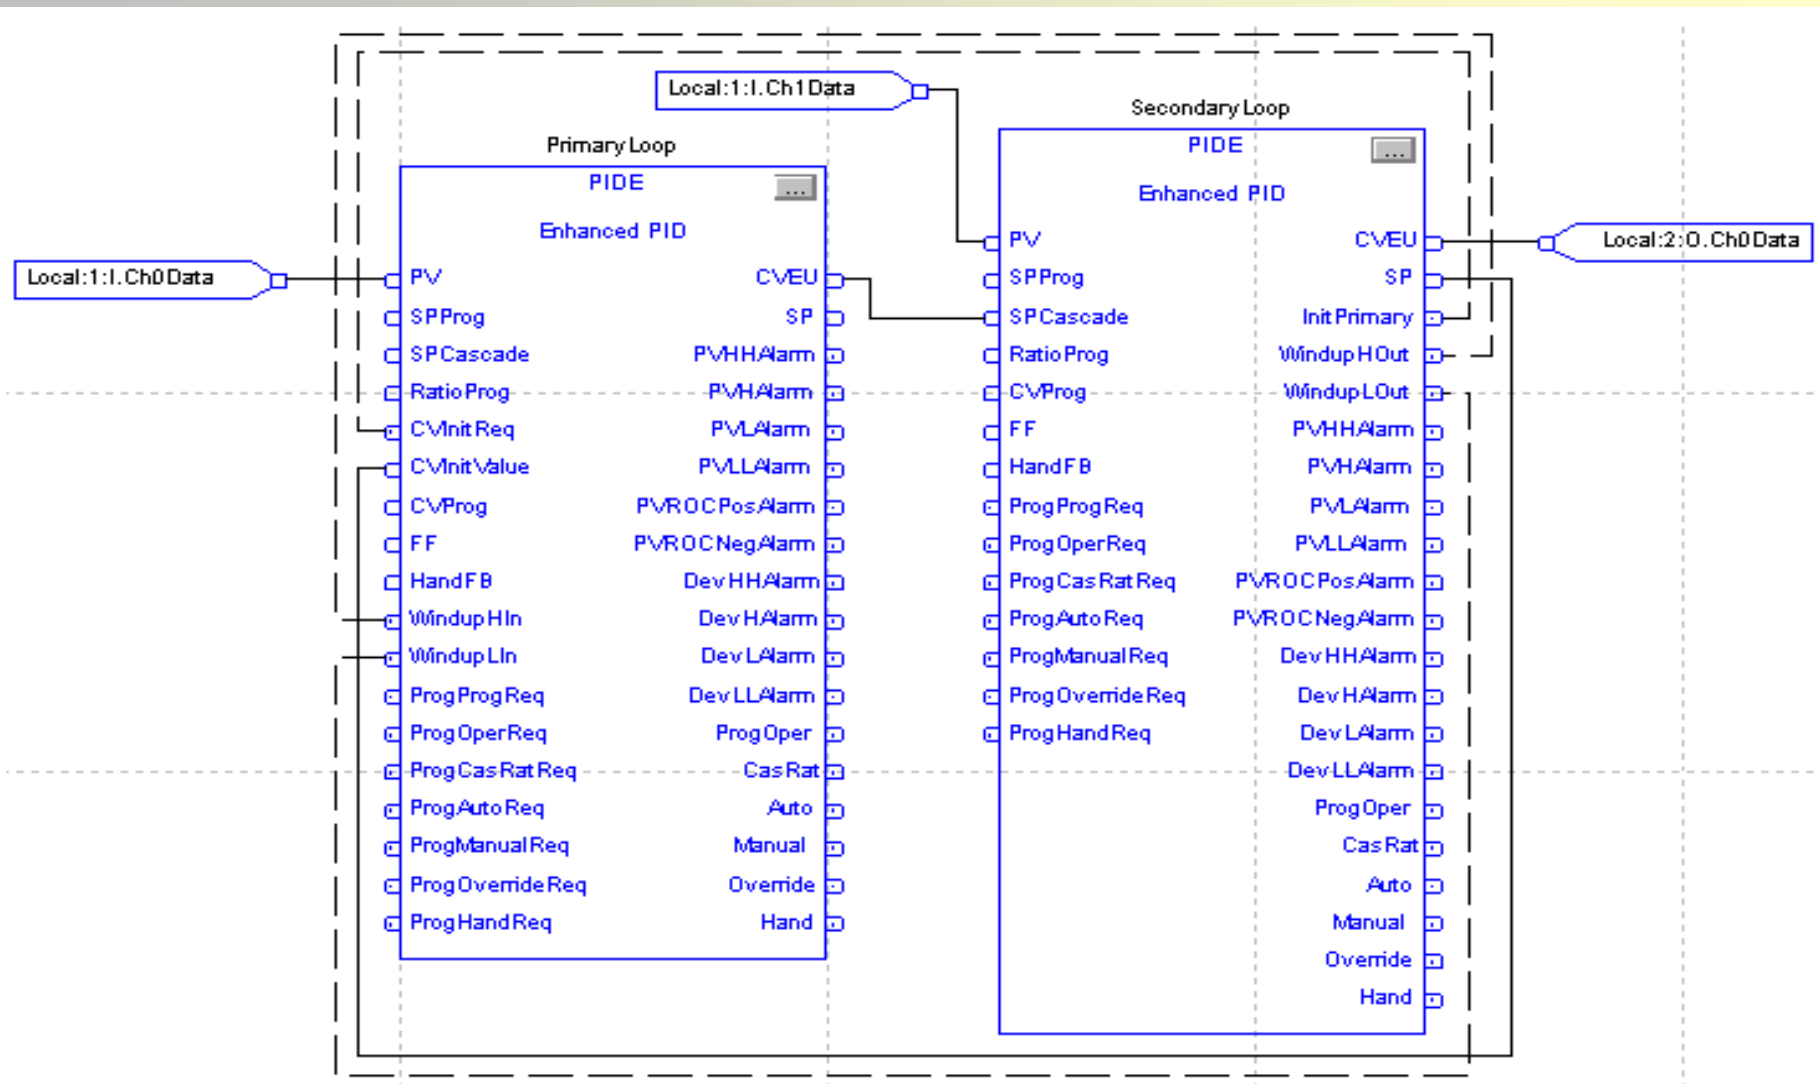 Local:1:I.Ch1Data
Secondary Loop
Primary Loop
PIDE
...
Enhanced PID
PIDE
...
Enhanced PID
Local:1:I.Ch0Data
Local:2:O.Ch0Data
PV
CVEU
SPProg
SP
SPCascade
PVHHAlarm
RatioProg
PVHAlarm
CVInitReq
PVLAlarm
CVInitValue
PVLLAlarm
CVProg
PVROCPosAlarm
FF
PVROCNegAlarm
HandFB
DevHHAlarm
WindupHIn
DevHAlarm
WindupLIn
DevLAlarm
ProgProgReq
DevLLAlarm
ProgOperReq
ProgOper
ProgCasRatReq
CasRat
ProgAutoReq
Auto
ProgManualReq
Manual
ProgOverrideReq
Override
ProgHandReq
Hand
PV
CVEU
SPProg
SP
SPCascade
InitPrimary
RatioProg
WindupHOut
CVProg
WindupLOut
FF
PVHHAlarm
HandFB
PVHAlarm
ProgProgReq
PVLAlarm
ProgOperReq
PVLLAlarm
ProgCasRatReq
PVROCPosAlarm
ProgAutoReq
PVROCNegAlarm
ProgManualReq
DevHHAlarm
ProgOverrideReq
DevHAlarm
ProgHandReq
DevLAlarm
DevLLAlarm
ProgOper
CasRat
Auto
Manual
Override
Hand